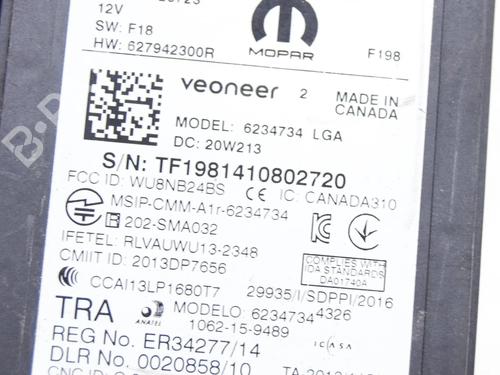 12V
SW: F18
HW: 627942300R
MOPAR
F198
veoneer 2
MADE IN
CANADA
MODEL: 6234734 LGA
DC: 20W213
S/N: TF1981410802720
FCC ID: WU8NB24BS CE IC: CANADA310
MSIP-CMM-A1r-6234734
R 202-SMA032
IFETEL: RLVAUWU13-2348
CMIIT ID: 2013DP7656
COMPLIES WITH
IDA STANDARDS
DA01740A
CCAI13LP1680T7 29935/I/SDPPI/2016
TRA ANATEL MODELO: 6234734 4326
1062-15-9489
ICASA
REG No. ER34277/14
DLR No. 0020858/10